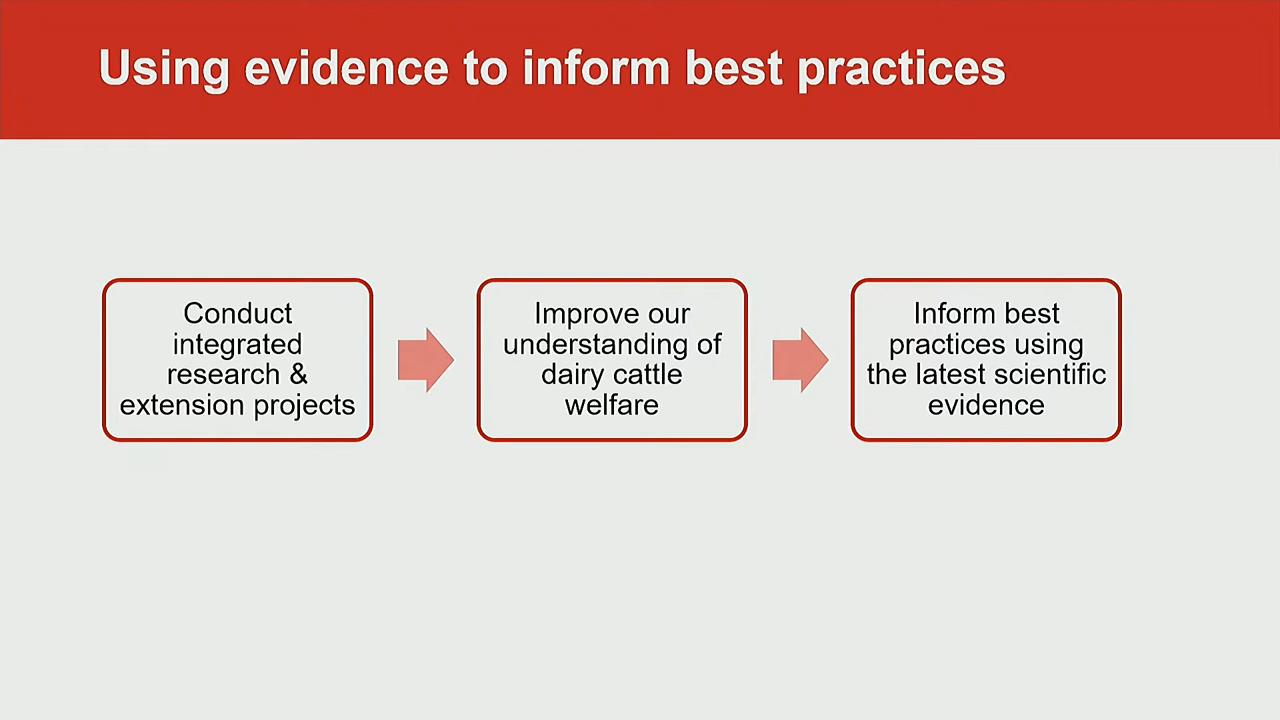 Using evidence to inform best practices
Conduct
integrated
research &
extension projects
Improve our
understanding of
dairy cattle
welfare
Inform best
practices using
the latest scientific
evidence